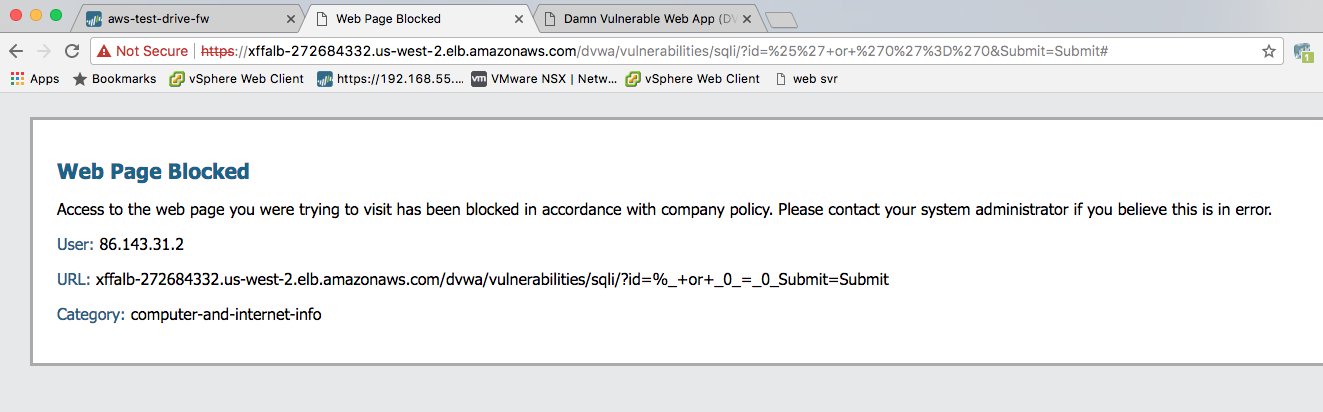 aws-test-drive-fw
Web Page Blocked
Damn Vulnerable Web App (DV
Not Secure https://xffalb-272684332.us-west-2.elb.amazonaws.com/dvwa/vulnerabilities/sqli/?id=%25%27+or+%270%27%3D%270&Submit=Submit#
1
Apps Bookmarks vSphere Web Client https://192.168.55.... vm VMware NSX | Netw... vSphere Web Client web svr
Web Page Blocked
Access to the web page you were trying to visit has been blocked in accordance with company policy. Please contact your system administrator if you believe this is in error.
User: 86.143.31.2
URL: xffalb-272684332.us-west-2.elb.amazonaws.com/dvwa/vulnerabilities/sqli/?id=%_+or+_0_=_0_Submit=Submit
Category: computer-and-internet-info